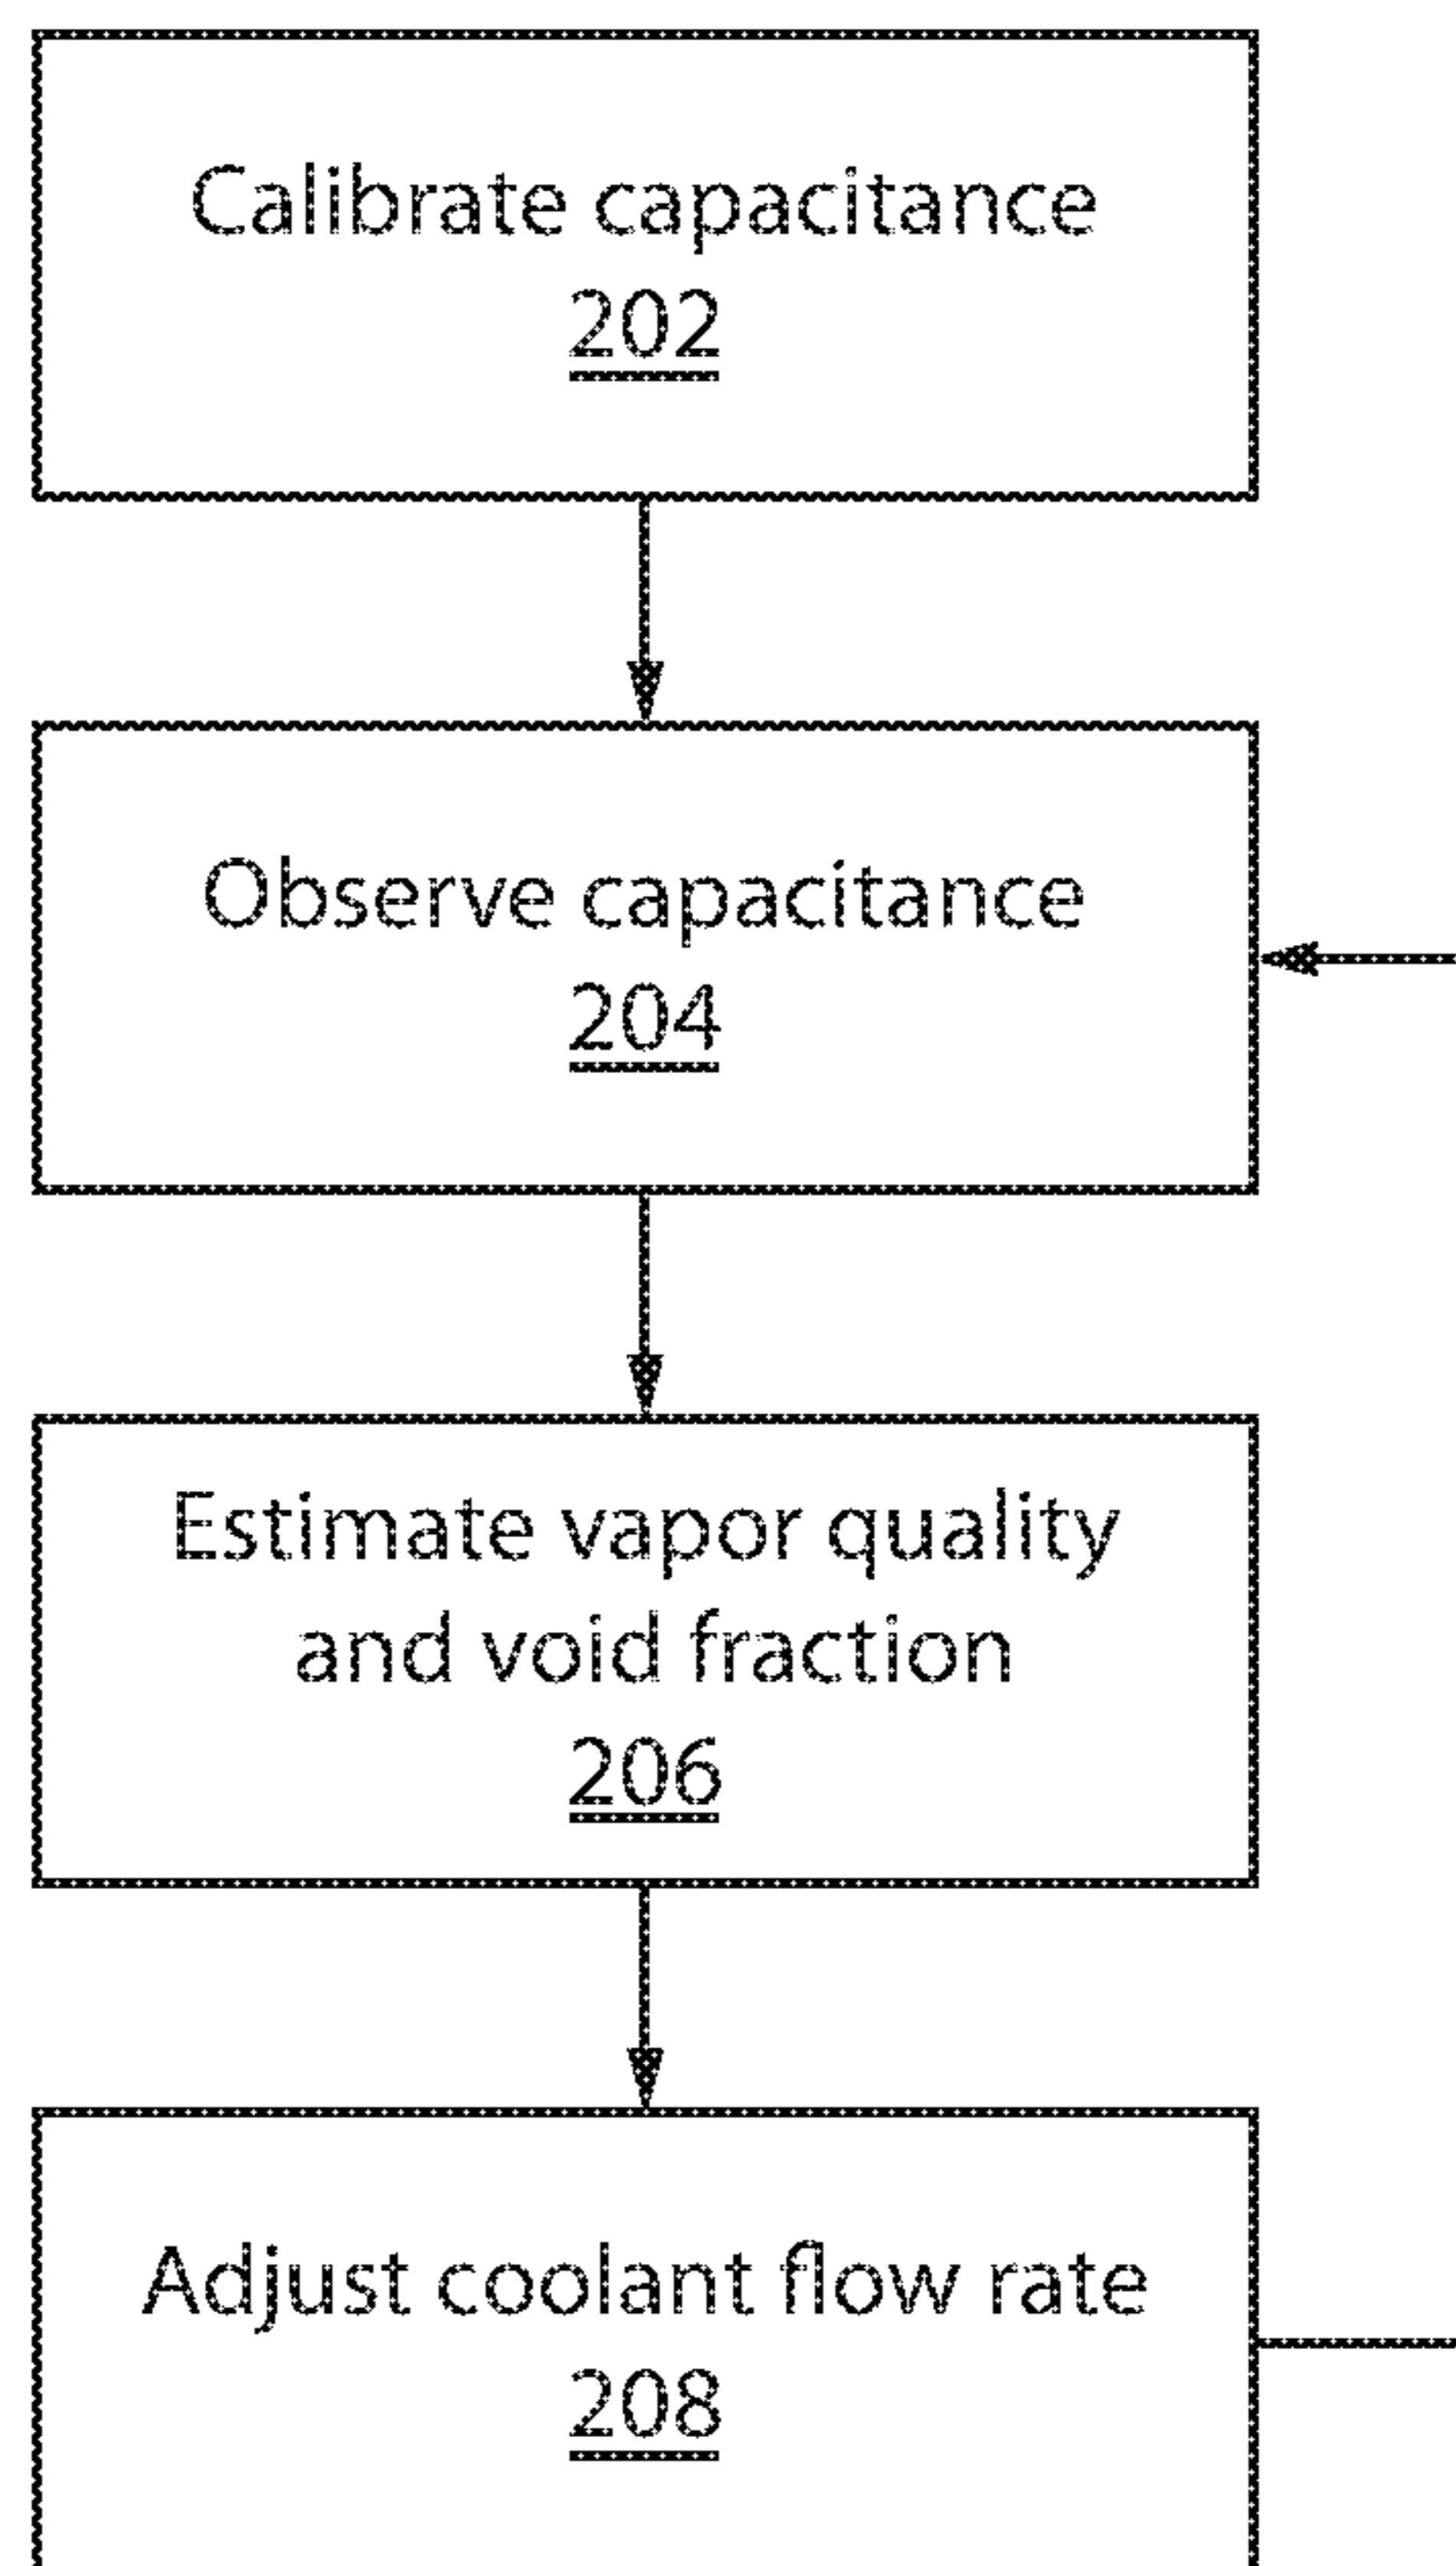 Calibrate capacitance
202
Observe capacitance
204
Estimate vapor quality
and void fraction
206
Adjust coolant flow rate
208